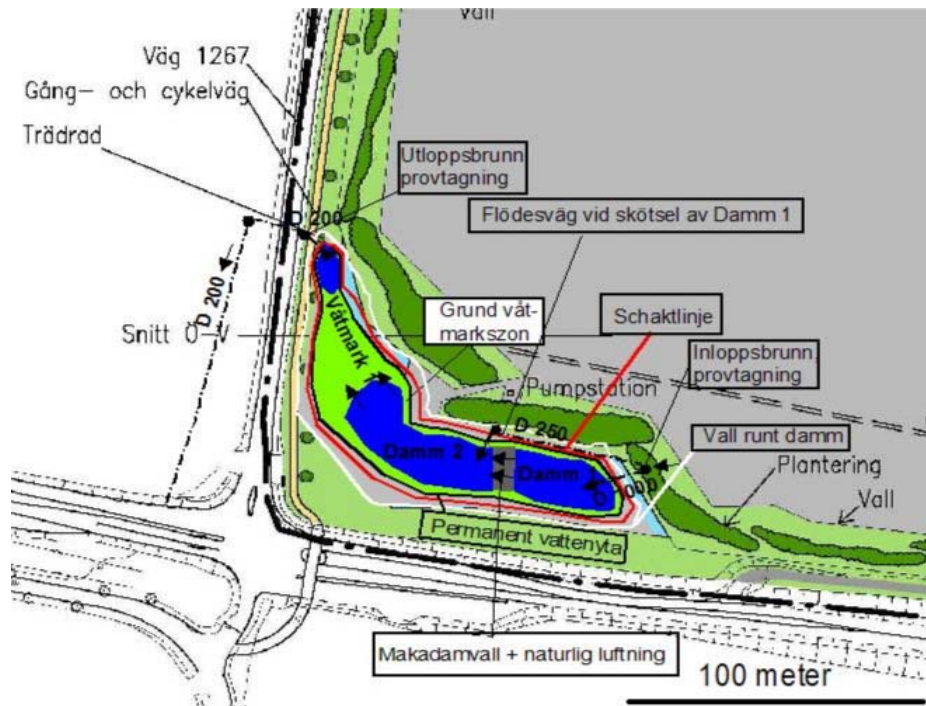 Vall
Väg 1267
Gång- och cykelväg
Trädrad
Utloppsbrunn
provtagning
D 200
Flödesväg vid skötsel av Damm 1
D 200
Grund våt-
markszon
Schaktlinje
Snitt O-V
Våtmark
Inloppsbrunn
provtagning
Pumpstation
D 250
Vall runt damm
Damm 2
Damm 1
D 1000
Plantering
Vall
Permanent vattenyta
Makadamvall + naturlig luftning
100 meter